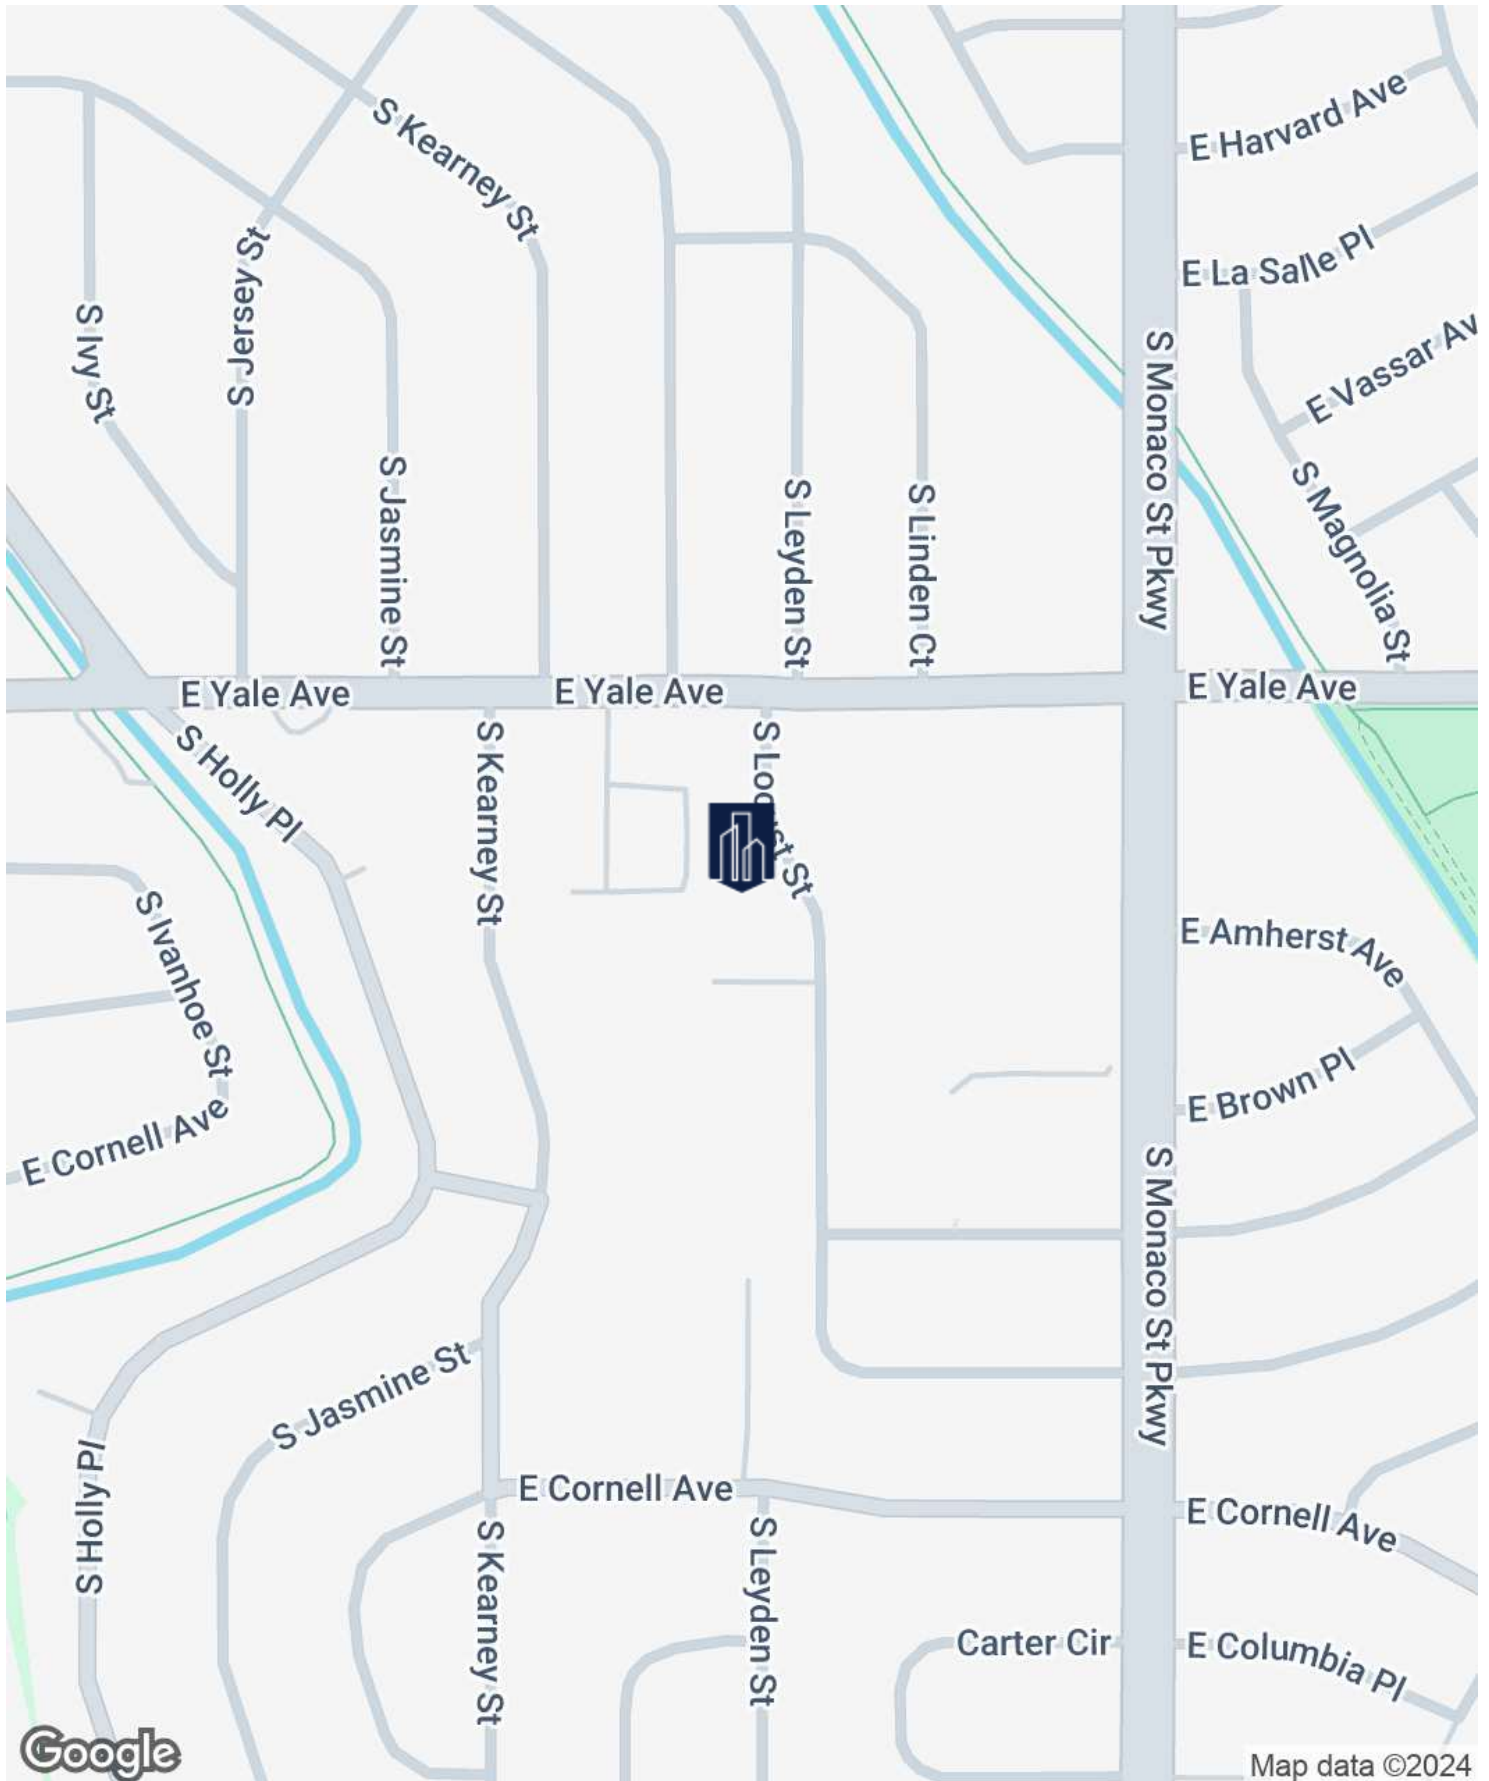 S Kearney St
E Harvard Ave
S Jersey St
E La Salle Pl
S Ivy St
E Vassar Av
S Monaco St Pkwy
S Jasmine St
S Leyden St
S Linden Ct
S Magnolia St
E Yale Ave
E Yale Ave
E Yale Ave
S Holly Pl
S Kearney St
S Locust St
S Ivanhoe St
E Amherst Ave
E Cornell Ave
E Brown Pl
S Monaco St Pkwy
S Jasmine St
S Holly Pl
E Cornell Ave
E Cornell Ave
S Kearney St
S Leyden St
Carter Cir
E Columbia Pl
Google
Map data ©2024